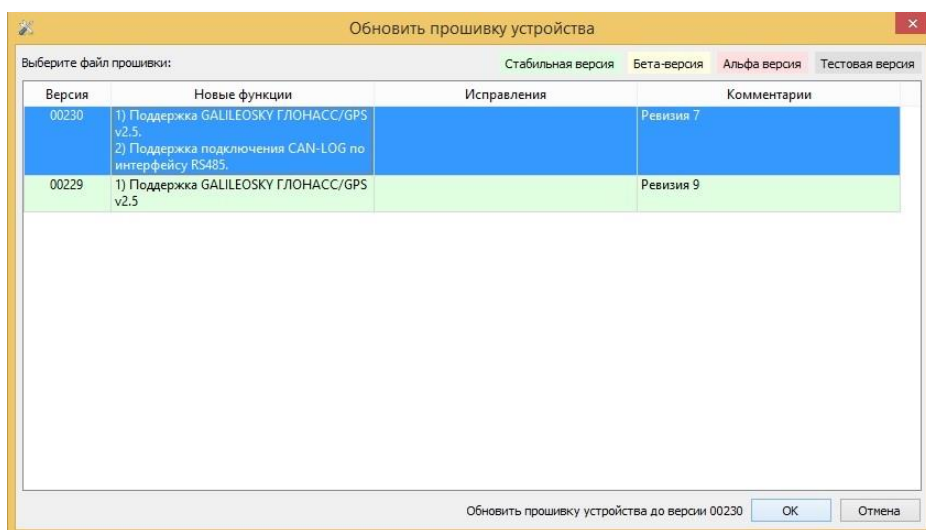 Обновить прошивку устройства
Выберите файл прошивки:
Стабильная версия Бета-версия Альфа версия Тестовая версия
Версия Новые функции Исправления Комментарии
00230 1) Поддержка GALILEOSKY ГЛОНАСС/GPS Ревизия 7
v2.5.
2) Поддержка подключения CAN-LOG по
интерфейсу RS485.
00229 1) Поддержка GALILEOSKY ГЛОНАСС/GPS Ревизия 9
v2.5
Обновить прошивку устройства до версии 00230 OK Отмена